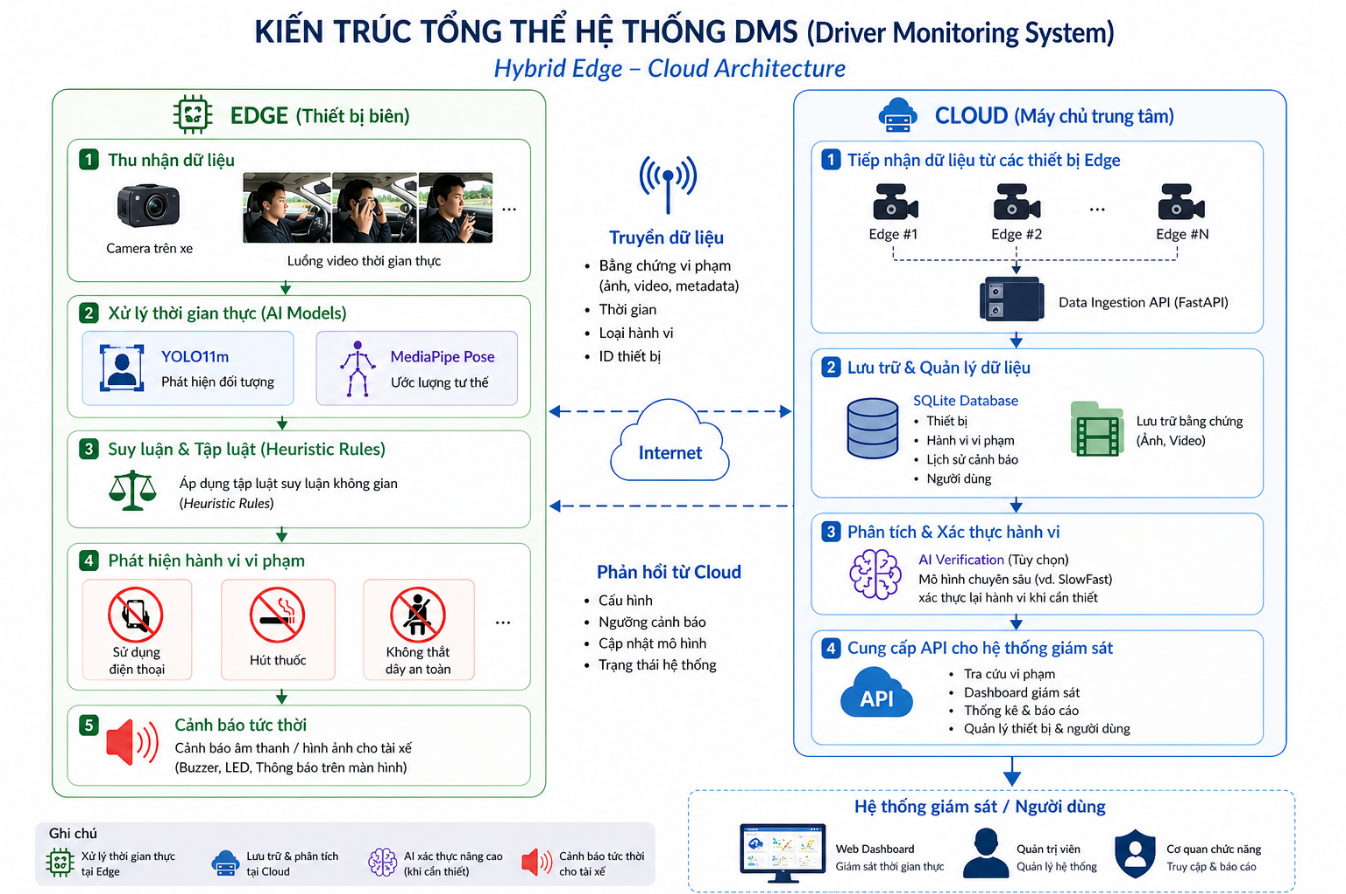 KIẾN TRÚC TỔNG THỂ HỆ THỐNG DMS (Driver Monitoring System)
Hybrid Edge – Cloud Architecture
EDGE (Thiết bị biên)
1 Thu nhận dữ liệu
Camera trên xe
...
Luồng video thời gian thực
2 Xử lý thời gian thực (AI Models)
YOLO11m
Phát hiện đối tượng
MediaPipe Pose
Ước lượng tư thế
3 Suy luận & Tập luật (Heuristic Rules)
Áp dụng tập luật suy luận không gian
(Heuristic Rules)
4 Phát hiện hành vi vi phạm
Sử dụng
điện thoại
Hút thuốc
Không thắt
dây an toàn
...
5 Cảnh báo tức thời
Cảnh báo âm thanh / hình ảnh cho tài xế
(Buzzer, LED, Thông báo trên màn hình)
Truyền dữ liệu
• Bằng chứng vi phạm
(ảnh, video, metadata)
• Thời gian
• Loại hành vi
• ID thiết bị
Internet
Phản hồi từ Cloud
• Cấu hình
• Ngưỡng cảnh báo
• Cập nhật mô hình
• Trạng thái hệ thống
CLOUD (Máy chủ trung tâm)
1 Tiếp nhận dữ liệu từ các thiết bị Edge
Edge #1
Edge #2
...
Edge #N
Data Ingestion API (FastAPI)
2 Lưu trữ & Quản lý dữ liệu
SQLite Database
• Thiết bị
• Hành vi vi phạm
• Lịch sử cảnh báo
• Người dùng
Lưu trữ bằng chứng
(Ảnh, Video)
3 Phân tích & Xác thực hành vi
AI Verification (Tùy chọn)
Mô hình chuyên sâu (vd. SlowFast)
xác thực lại hành vi khi cần thiết
4 Cung cấp API cho hệ thống giám sát
API
• Tra cứu vi phạm
• Dashboard giám sát
• Thống kê & báo cáo
• Quản lý thiết bị & người dùng
Hệ thống giám sát / Người dùng
Web Dashboard
Giám sát thời gian thực
Quản trị viên
Quản lý hệ thống
Cơ quan chức năng
Truy cập & báo cáo
Ghi chú
Xử lý thời gian thực
tại Edge
Lưu trữ & phân tích
tại Cloud
AI xác thực nâng cao
(khi cần thiết)
Cảnh báo tức thời
cho tài xế